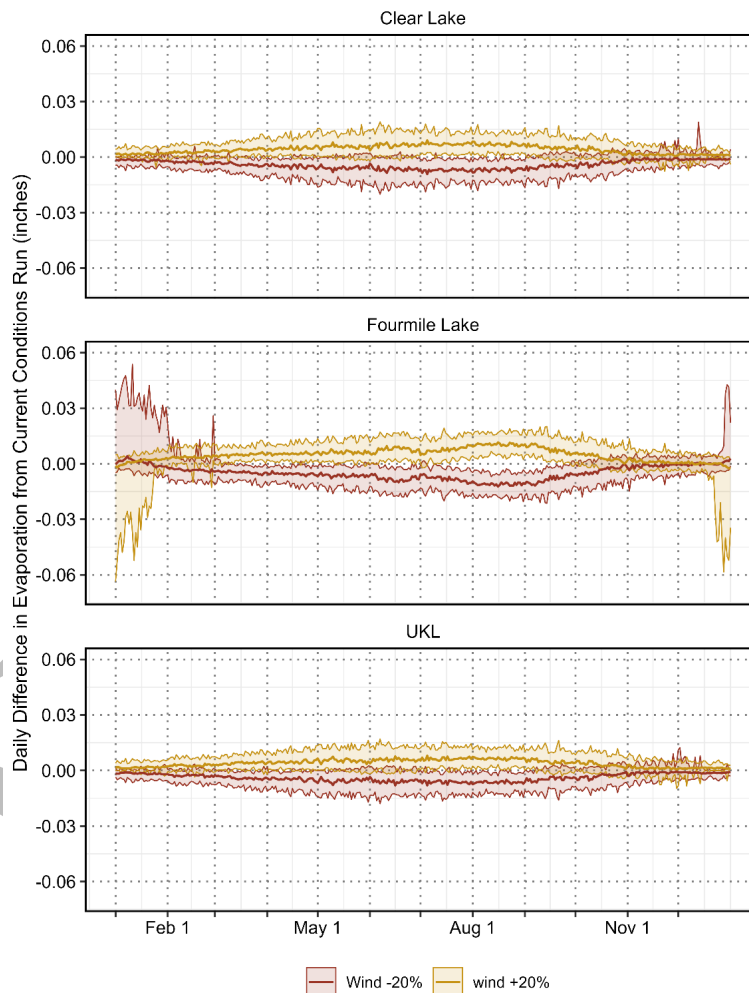 Clear Lake
0.06
0.03
0.00
-0.03
-0.06
Fourmile Lake
0.06
0.03
0.00
-0.03
-0.06
Daily Difference in Evaporation from Current Conditions Run (inches)
UKL
0.06
0.03
0.00
-0.03
-0.06
Feb 1 May 1 Aug 1 Nov 1
Wind -20% wind +20%